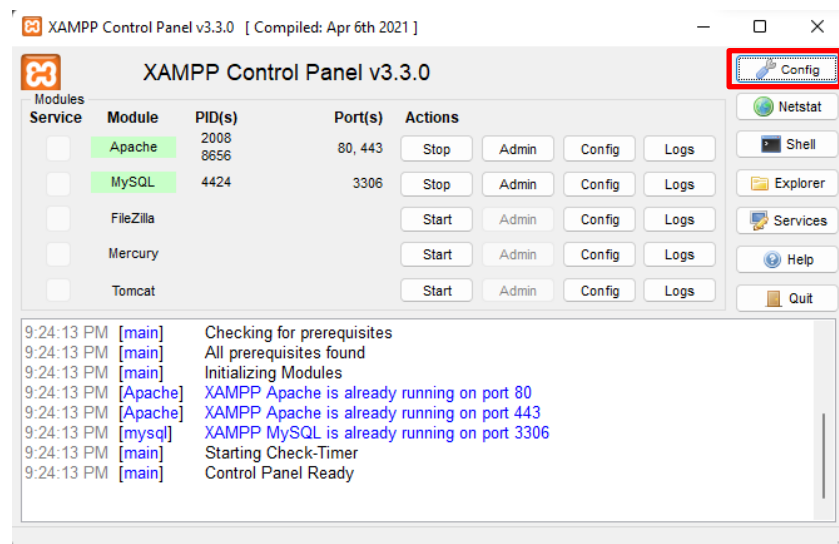 XAMPP Control Panel v3.3.0 [ Compiled: Apr 6th 2021 ]
XAMPP Control Panel v3.3.0
Config
Modules
Service Module PID(s) Port(s) Actions
Netstat
Apache 2008 8656 80, 443 Stop Admin Config Logs
Shell
MySQL 4424 3306 Stop Admin Config Logs
Explorer
FileZilla Start Admin Config Logs
Services
Mercury Start Admin Config Logs
Help
Tomcat Start Admin Config Logs
Quit
9:24:13 PM [main] Checking for prerequisites
9:24:13 PM [main] All prerequisites found
9:24:13 PM [main] Initializing Modules
9:24:13 PM [Apache] XAMPP Apache is already running on port 80
9:24:13 PM [Apache] XAMPP Apache is already running on port 443
9:24:13 PM [mysql] XAMPP MySQL is already running on port 3306
9:24:13 PM [main] Starting Check-Timer
9:24:13 PM [main] Control Panel Ready